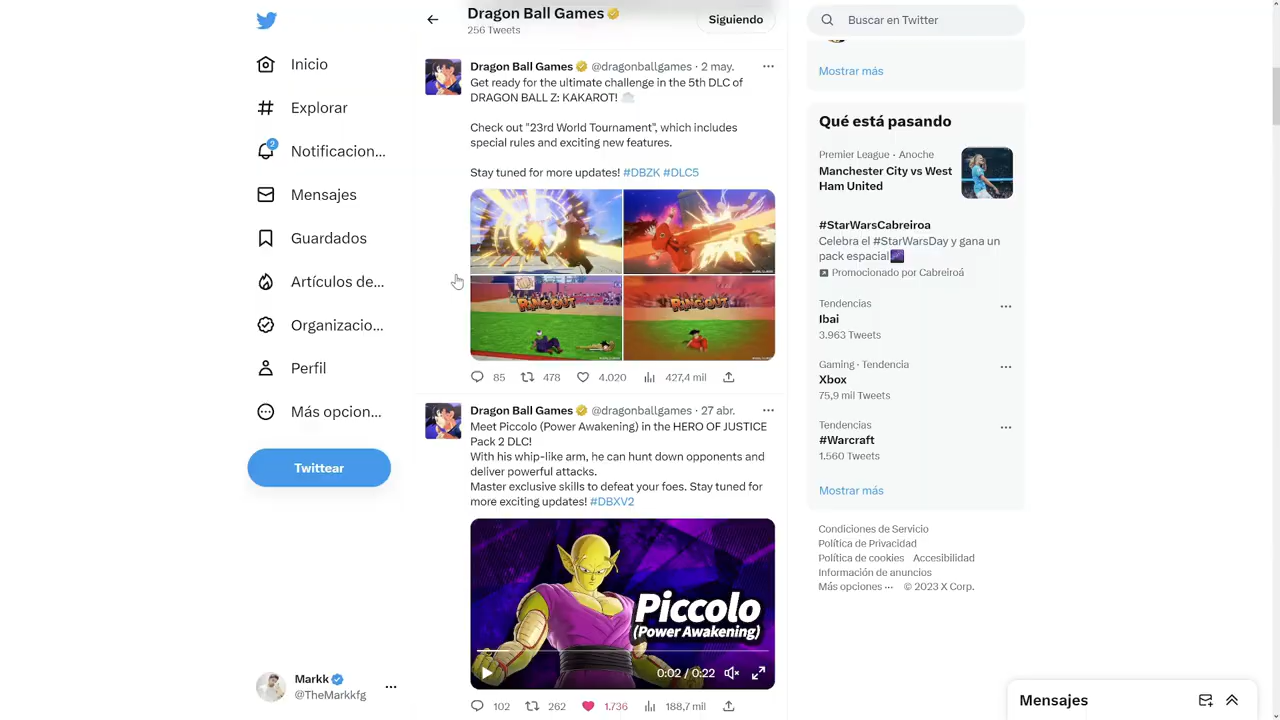 Inicio
Explorar
2
Notificacion...
Mensajes
Guardados
Artículos de...
Organizacio...
Perfil
Más opcion...
Twittear
Markk
@TheMarkkfg
Dragon Ball Games
256 Tweets
Siguiendo
Dragon Ball Games @dragonballgames · 2 may.
Get ready for the ultimate challenge in the 5th DLC of
DRAGON BALL Z: KAKAROT!
Check out "23rd World Tournament", which includes
special rules and exciting new features.
Stay tuned for more updates! #DBZK #DLC5
RING OUT
RING OUT
85 478 4.020 427,4 mil
Dragon Ball Games @dragonballgames · 27 abr.
Meet Piccolo (Power Awakening) in the HERO OF JUSTICE
Pack 2 DLC!
With his whip-like arm, he can hunt down opponents and
deliver powerful attacks.
Master exclusive skills to defeat your foes. Stay tuned for
more exciting updates! #DBXV2
Piccolo
(Power Awakening)
0:02 / 0:22
102 262 1.736 188,7 mil
Buscar en Twitter
Mostrar más
Qué está pasando
Premier League · Anoche
Manchester City vs West
Ham United
#StarWarsCabreiroa
Celebra el #StarWarsDay y gana un
pack espacial
Promocionado por Cabreiroá
Tendencias
Ibai
3.963 Tweets
Gaming · Tendencia
Xbox
75,9 mil Tweets
Tendencias
#Warcraft
1.560 Tweets
Mostrar más
Condiciones de Servicio
Política de Privacidad
Política de cookies Accesibilidad
Información de anuncios
Más opciones ··· © 2023 X Corp.
Mensajes